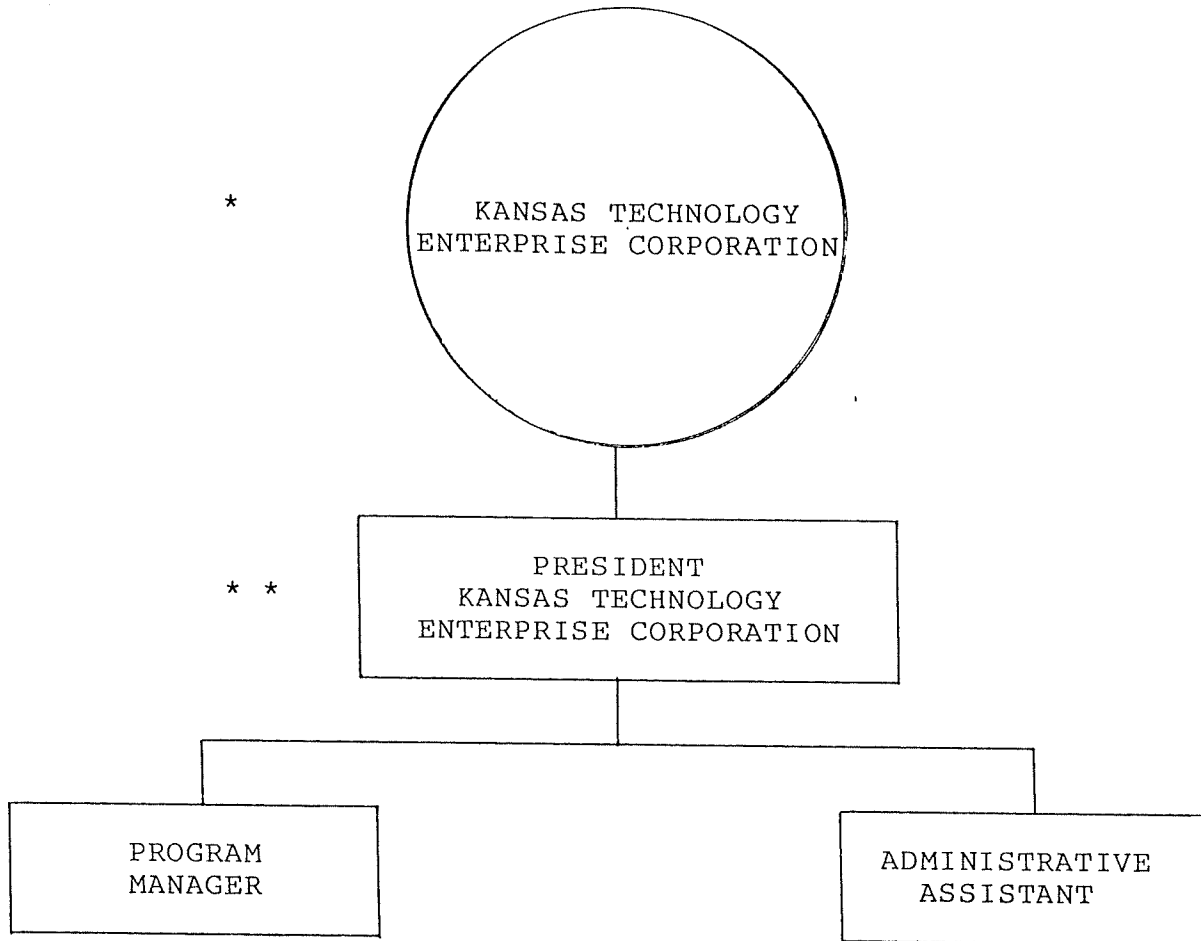 *
KANSAS TECHNOLOGY
ENTERPRISE CORPORATION
* *
PRESIDENT
KANSAS TECHNOLOGY
ENTERPRISE CORPORATION
PROGRAM
MANAGER
ADMINISTRATIVE
ASSISTANT